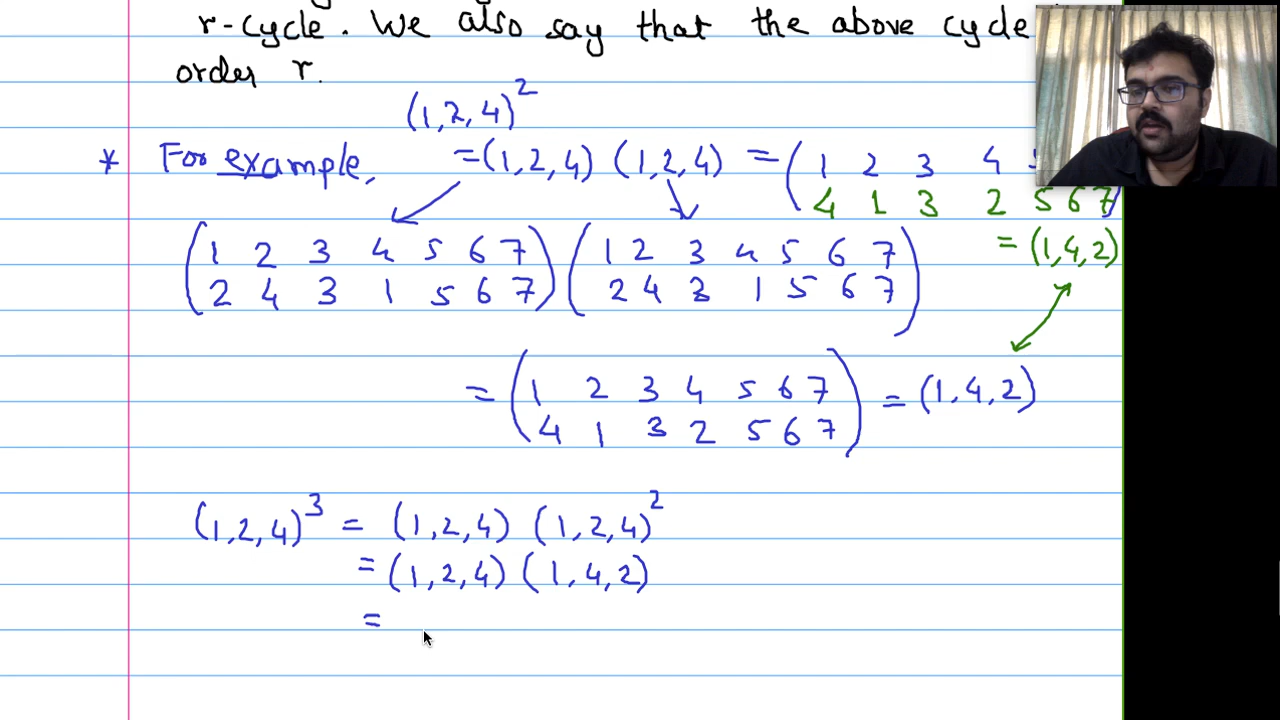 r-cycle. We also say that the above cycle
order r.
(1,2,4)²
* For example, =(1,2,4) (1,2,4) = (1 2 3 4 5
4 1 3 2 5 6 7)
= (1,4,2)
(1 2 3 4 5 6 7) (1 2 3 4 5 6 7)
(2 4 3 1 5 6 7) (2 4 3 1 5 6 7)
= (1 2 3 4 5 6 7) = (1,4,2)
(4 1 3 2 5 6 7)
(1,2,4)³ = (1,2,4) (1,2,4)²
= (1,2,4) (1,4,2)
=